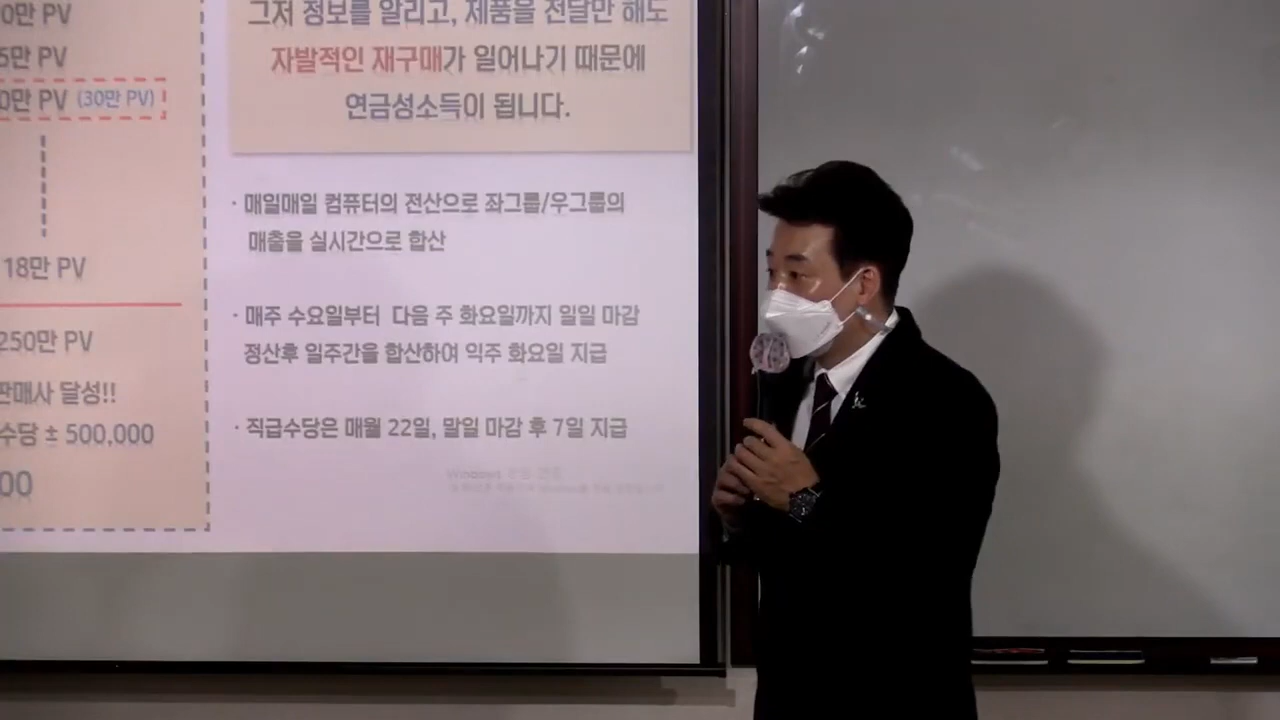 0만 PV
5만 PV
0만 PV (30만 PV)
18만 PV
250만 PV
판매사 달성!!
수당 ± 500,000
00
그저 정보를 알리고, 제품을 전달만 해도
자발적인 재구매가 일어나기 때문에
연금성소득이 됩니다.
· 매일매일 컴퓨터의 전산으로 좌그룹/우그룹의
매출을 실시간으로 합산
· 매주 수요일부터 다음 주 화요일까지 일일 마감
정산후 일주간을 합산하여 익주 화요일 지급
· 직급수당은 매월 22일, 말일 마감 후 7일 지급
Windows